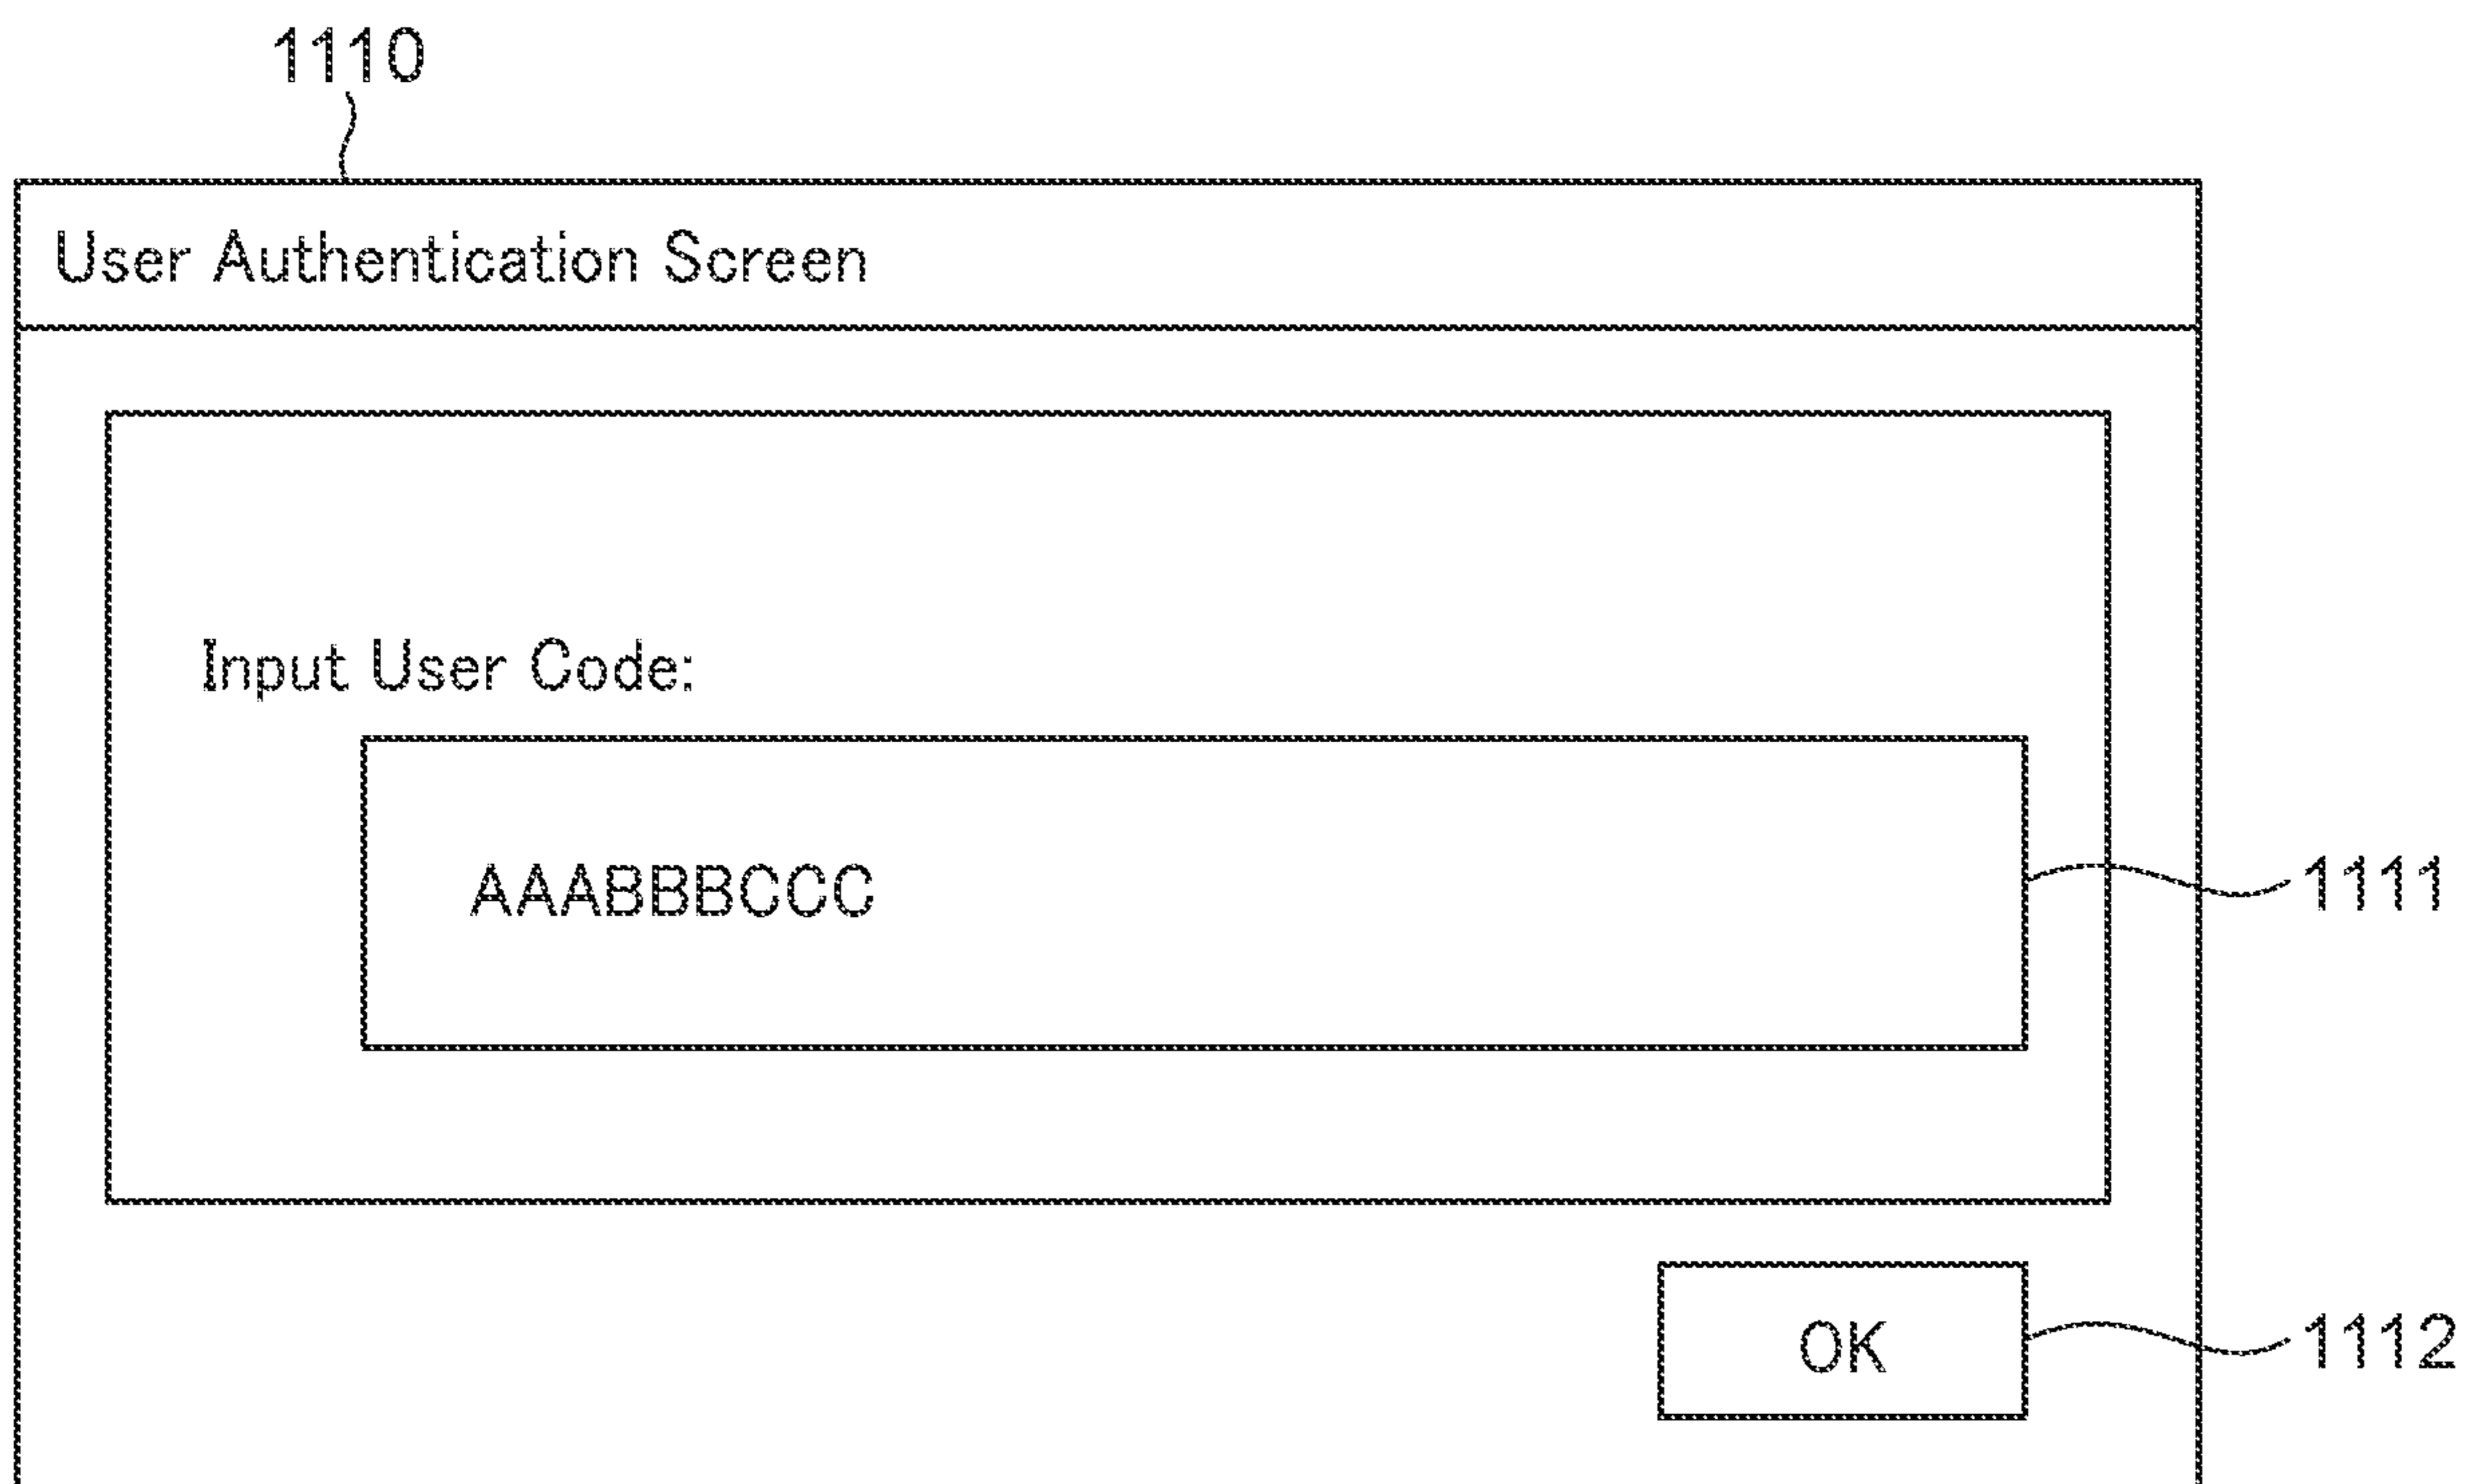 1110
User Authentication Screen
Input User Code:
AAABBBCCC
1111
OK
1112